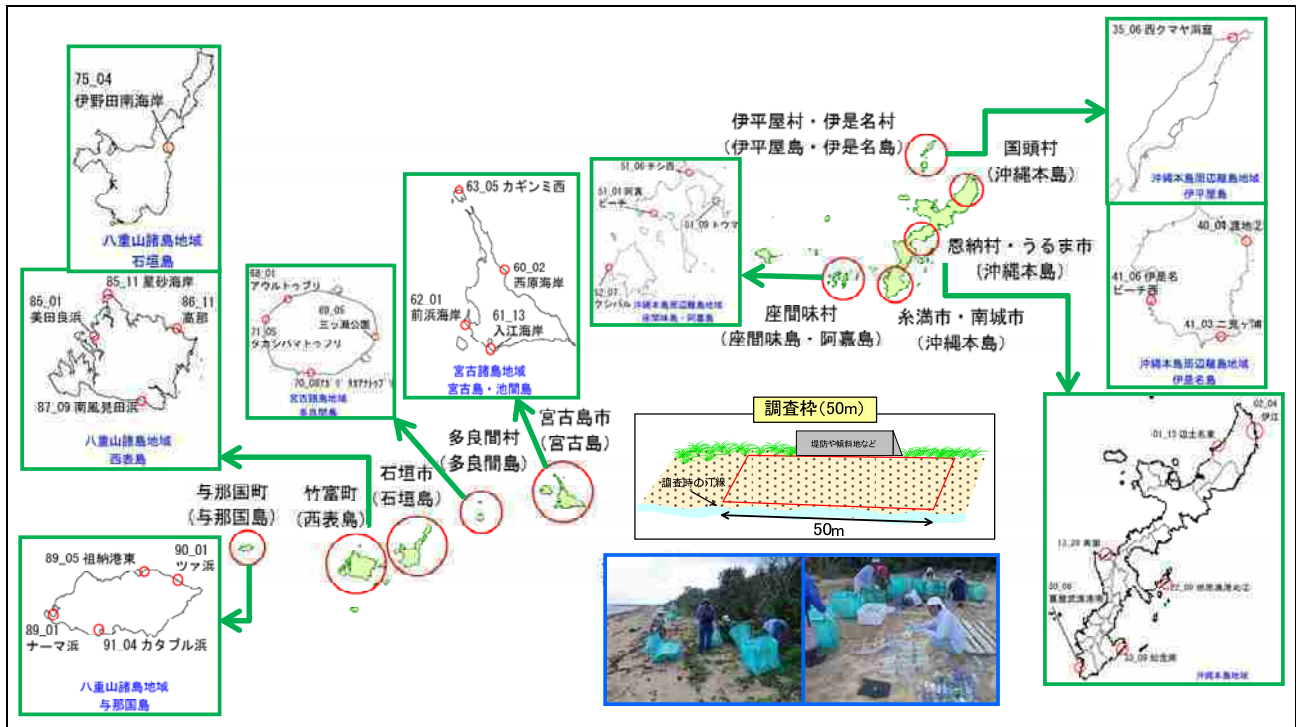 75_04
伊野田南海岸
八重山諸島地域
石垣島
85_11 星砂海岸
85_01
美田良浜
86_11
高那
87_09 南風見田浜
八重山諸島地域
西表島
89_05 祖納港東
90_01
ツァ浜
89_01
ナーマ浜
91_04 カタブル浜
八重山諸島地域
与那国島
68_01
アウルトゥブリ
69_05
三ッ瀬公園
71_05
タカシバマトゥブリ
宮古諸島地域
多良間島
63_05 カギンミ西
60_02
西原海岸
62_01
前浜海岸
61_13
入江海岸
宮古諸島地域
宮古島・池間島
51_06 チシ西
51_01 阿真
ビーチ
52_07
ウシバル
沖縄本島周辺離島地域
座間味島・阿嘉島
伊平屋村・伊是名村
(伊平屋島・伊是名島)
国頭村
(沖縄本島)
恩納村・うるま市
(沖縄本島)
糸満市・南城市
(沖縄本島)
座間味村
(座間味島・阿嘉島)
宮古島市
(宮古島)
多良間村
(多良間島)
石垣市
(石垣島)
竹富町
(西表島)
与那国町
(与那国島)
35_06 西クマヤ洞窟
沖縄本島周辺離島地域
伊平屋島
40_04 渡地②
41_06 伊是名
ビーチ西
41_03 二見ヶ浦
沖縄本島周辺離島地域
伊是名島
02_04
伊江
01_13 辺土名東
沖縄本島地域
調査枠(50m)
堤防や傾斜地など
調査時の汀線
50m